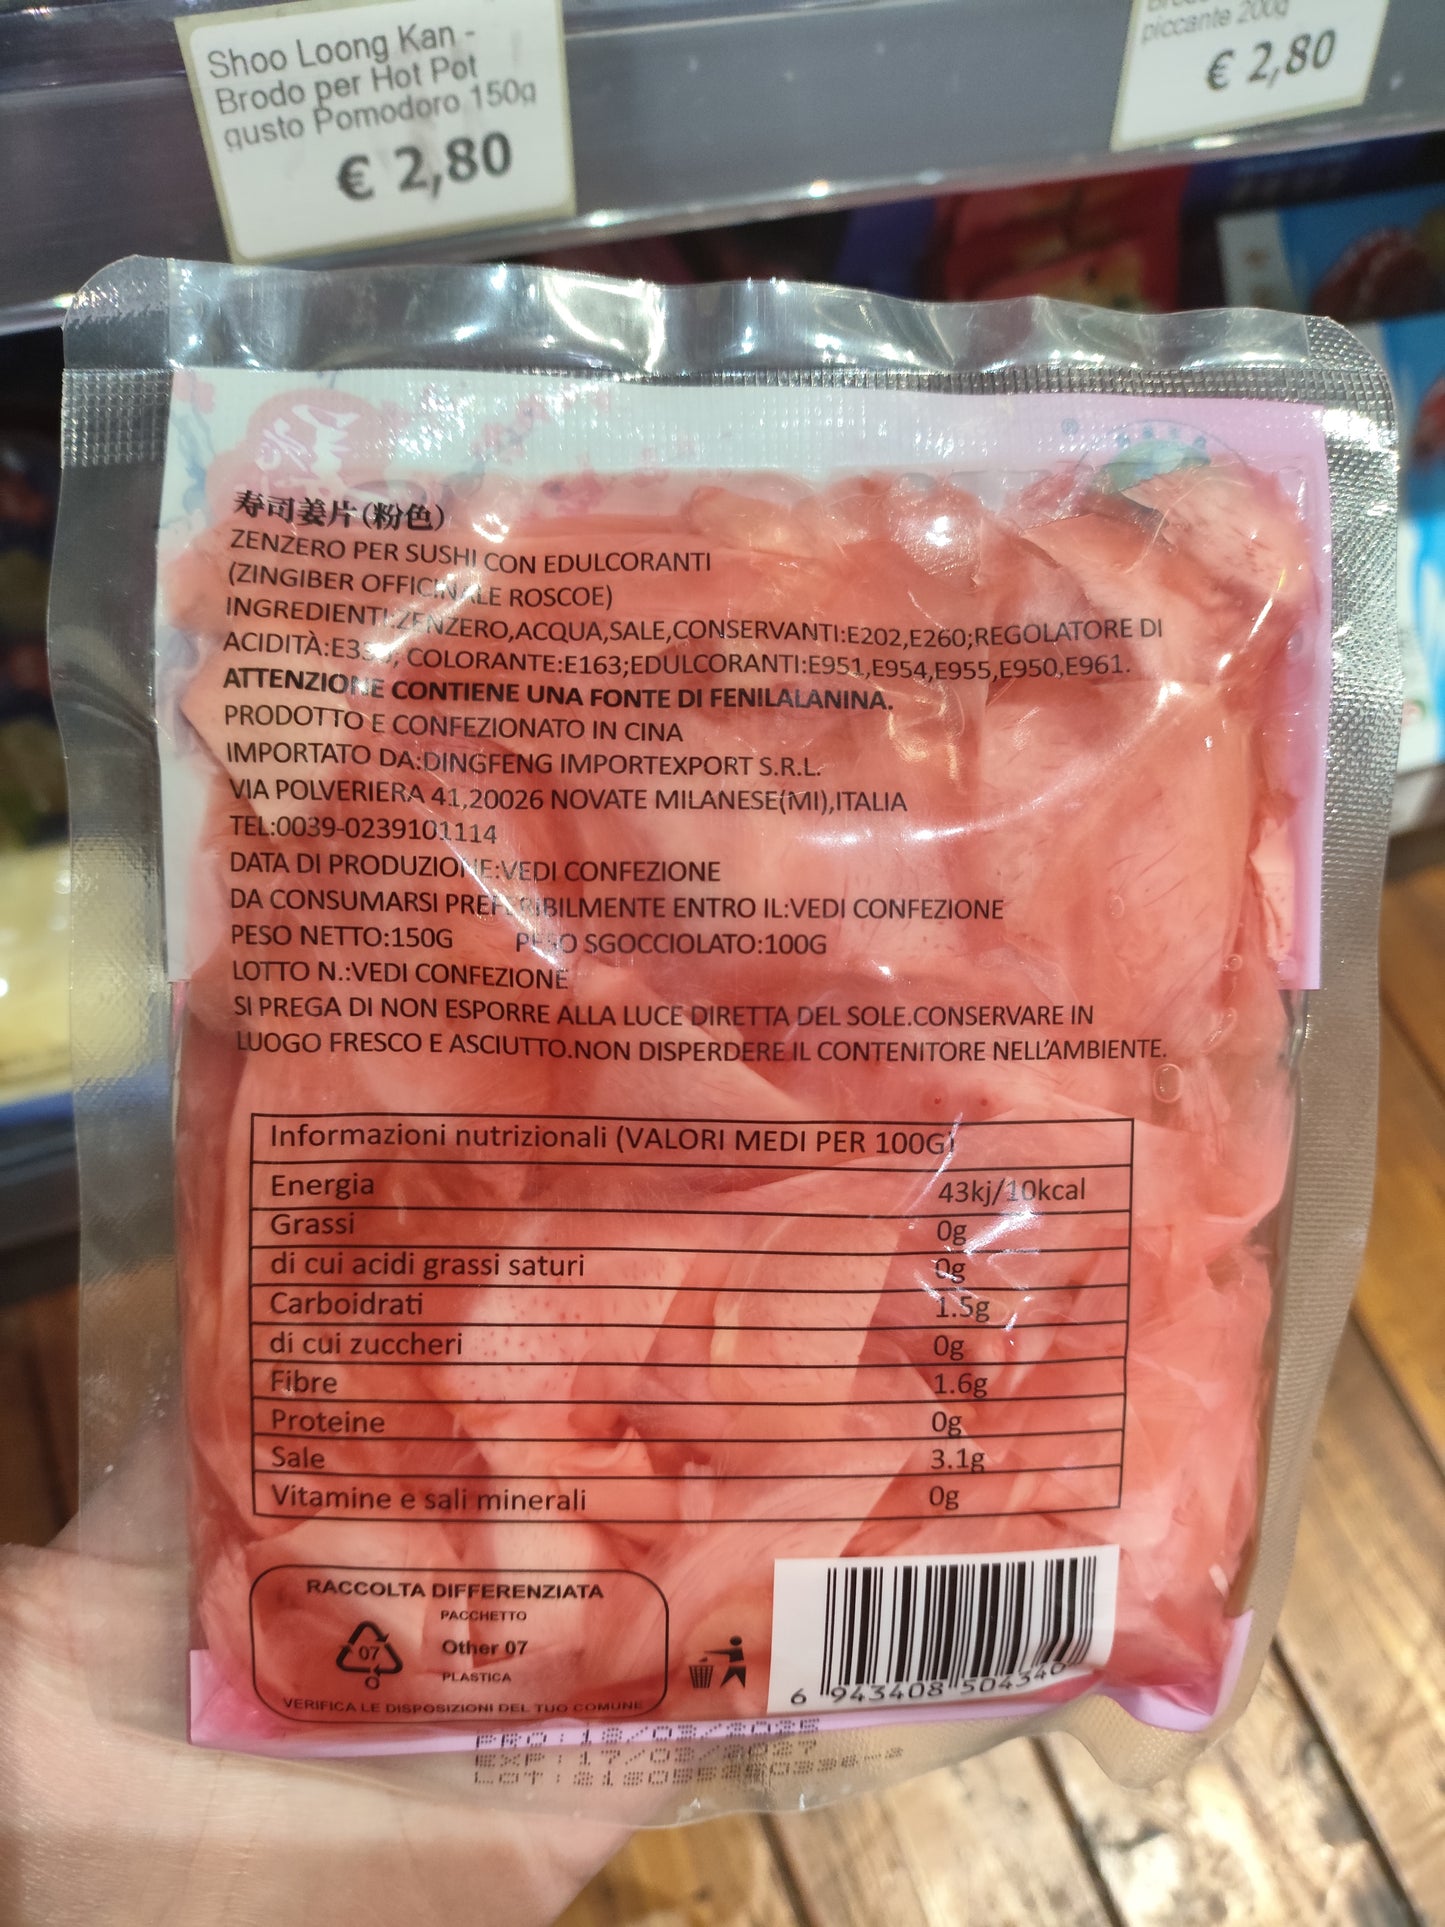 Shoo Loong Kan -
Brodo per Hot Pot
gusto Pomodoro 150g
€ 2,80
piccante 200g
€ 2,80
寿司姜片(粉色)
ZENZERO PER SUSHI CON EDULCORANTI
(ZINGIBER OFFICINALE ROSCOE)
INGREDIENTI:ZENZERO,ACQUA,SALE,CONSERVANTI:E202,E260;REGOLATORE DI
ACIDITÀ: COLORANTE:E163;EDULCORANTI:E951,E954,E955,E950,E961.
ATTENZIONE CONTIENE UNA FONTE DI FENILALANINA.
PRODOTTO E CONFEZIONATO IN CINA
IMPORTATO DA:DINGFENG IMPORTEXPORT S.R.L.
VIA POLVERIERA 41,20026 NOVATE MILANESE(MI),ITALIA
TEL:0039-0239101114
DATA DI PRODUZIONE:VEDI CONFEZIONE
DA CONSUMARSI PREFERIBILMENTE ENTRO IL:VEDI CONFEZIONE
PESO NETTO:150G PESO SGOCCIOLATO:100G
LOTTO N.:VEDI CONFEZIONE
SI PREGA DI NON ESPORRE ALLA LUCE DIRETTA DEL SOLE.CONSERVARE IN
LUOGO FRESCO E ASCIUTTO.NON DISPERDERE IL CONTENITORE NELL'AMBIENTE.
Informazioni nutrizionali (VALORI MEDI PER 100G)
Energia 43kj/10kcal
Grassi 0g
di cui acidi grassi saturi 0g
Carboidrati 1.5g
di cui zuccheri 0g
Fibre 1.6g
Proteine 0g
Sale 3.1g
Vitamine e sali minerali 0g
RACCOLTA DIFFERENZIATA
PACCHETTO
07 Other 07
PLASTICA
VERIFICA LE DISPOSIZIONI DEL TUO COMUNE
6 943408 504340
PRO: 18/03/2025
EXP: 17/03/2027
LOT: